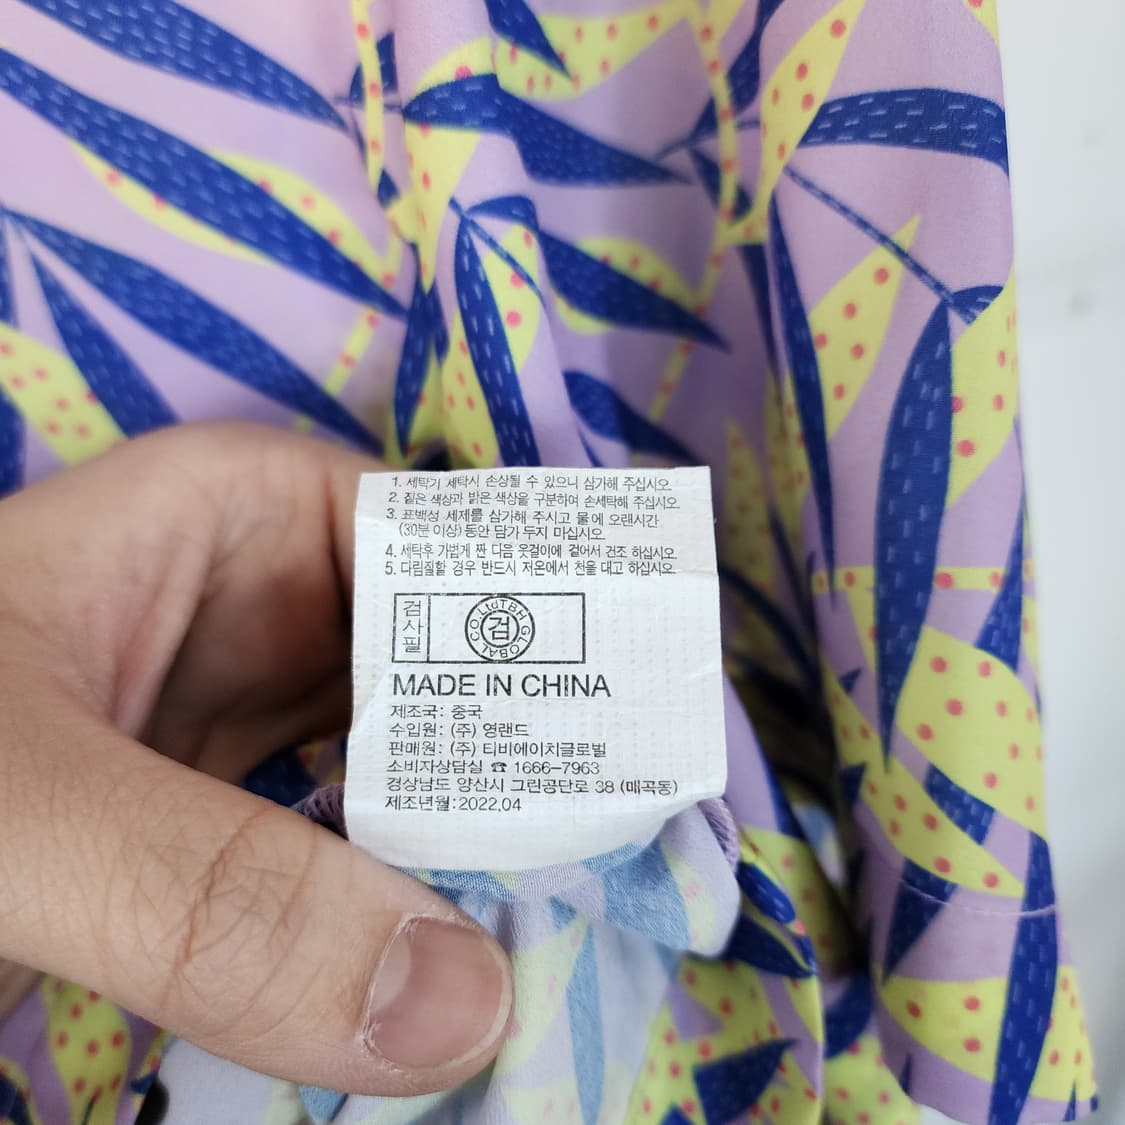 1. 세탁기 세탁시 손상될 수 있으니 삼가해 주십시오.
2. 짙은 색상과 밝은 색상을 구분하여 손세탁해 주십시오.
3. 표백성 세제를 삼가해 주시고 물에 오랜시간
(30분 이상)동안 담가 두지 마십시오.
4. 세탁후 가볍게 짠 다음 옷걸이에 걸어서 건조 하십시오.
5. 다림질할 경우 반드시 저온에서 천을 대고 하십시오.
검사필
TBH GLOBAL CO.Ltd
검
MADE IN CHINA
제조국: 중국
수입원: (주) 영랜드
판매원: (주) 티비에이치글로벌
소비자상담실 ☎ 1666-7963
경상남도 양산시 그린공단로 38 (매곡동)
제조년월:2022.04